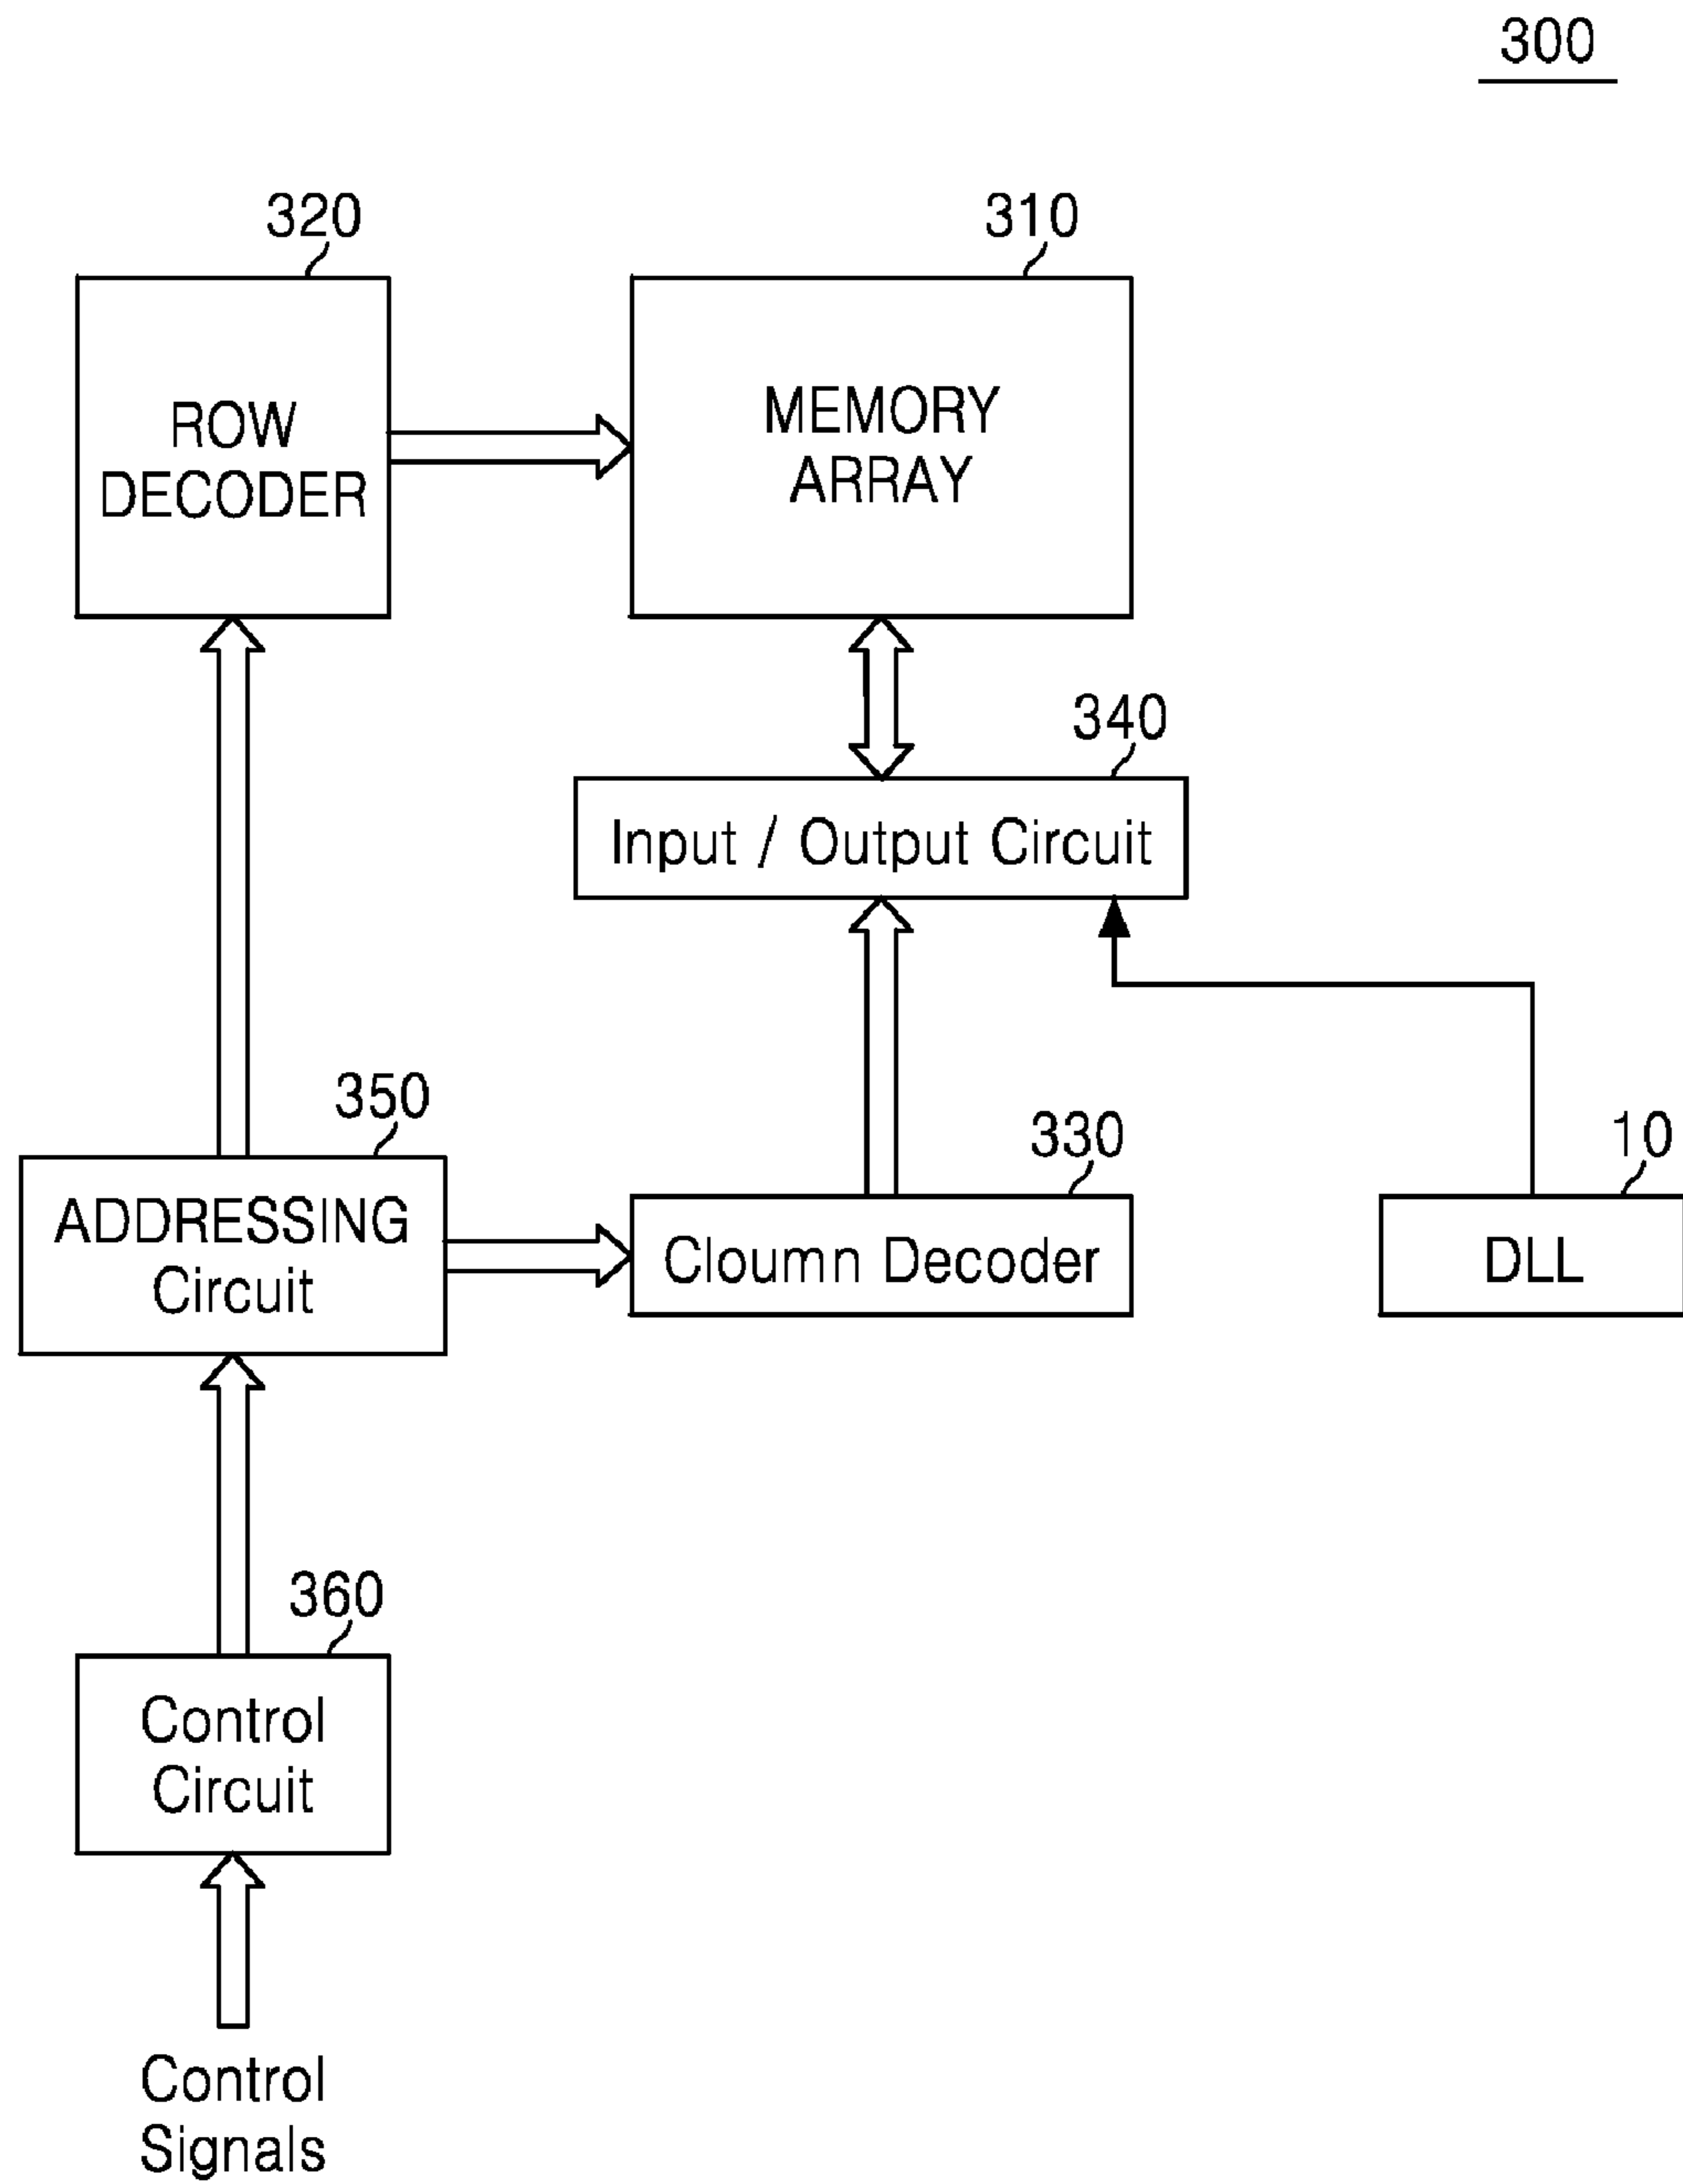 300
320
310
ROW
DECODER
MEMORY
ARRAY
340
Input / Output Circuit
350
330
10
ADDRESSING
Circuit
Cloumn Decoder
DLL
360
Control
Circuit
Control
Signals